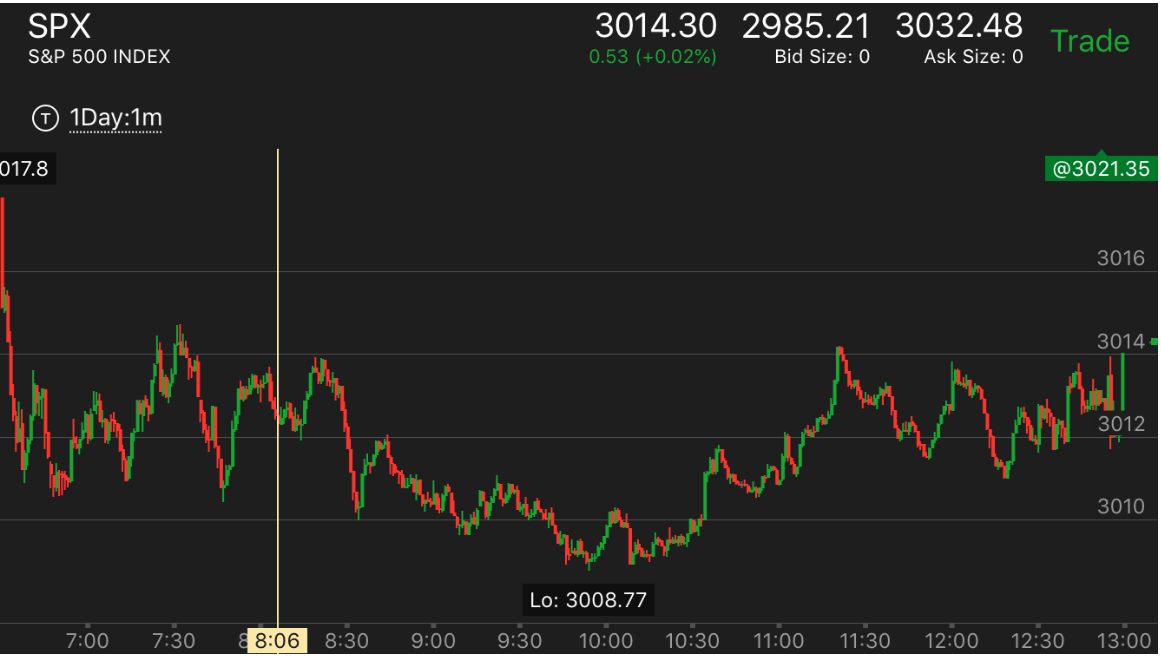 SPX 3014.30 2985.21 3032.48 Trade
S&P 500 INDEX 0.53 (+0.02%) Bid Size: 0 Ask Size: 0
T 1Day:1m
017.8 @3021.35
3016
3014
3012
3010
Lo: 3008.77
7:00 7:30 8 8:06 8:30 9:00 9:30 10:00 10:30 11:00 11:30 12:00 12:30 13:00